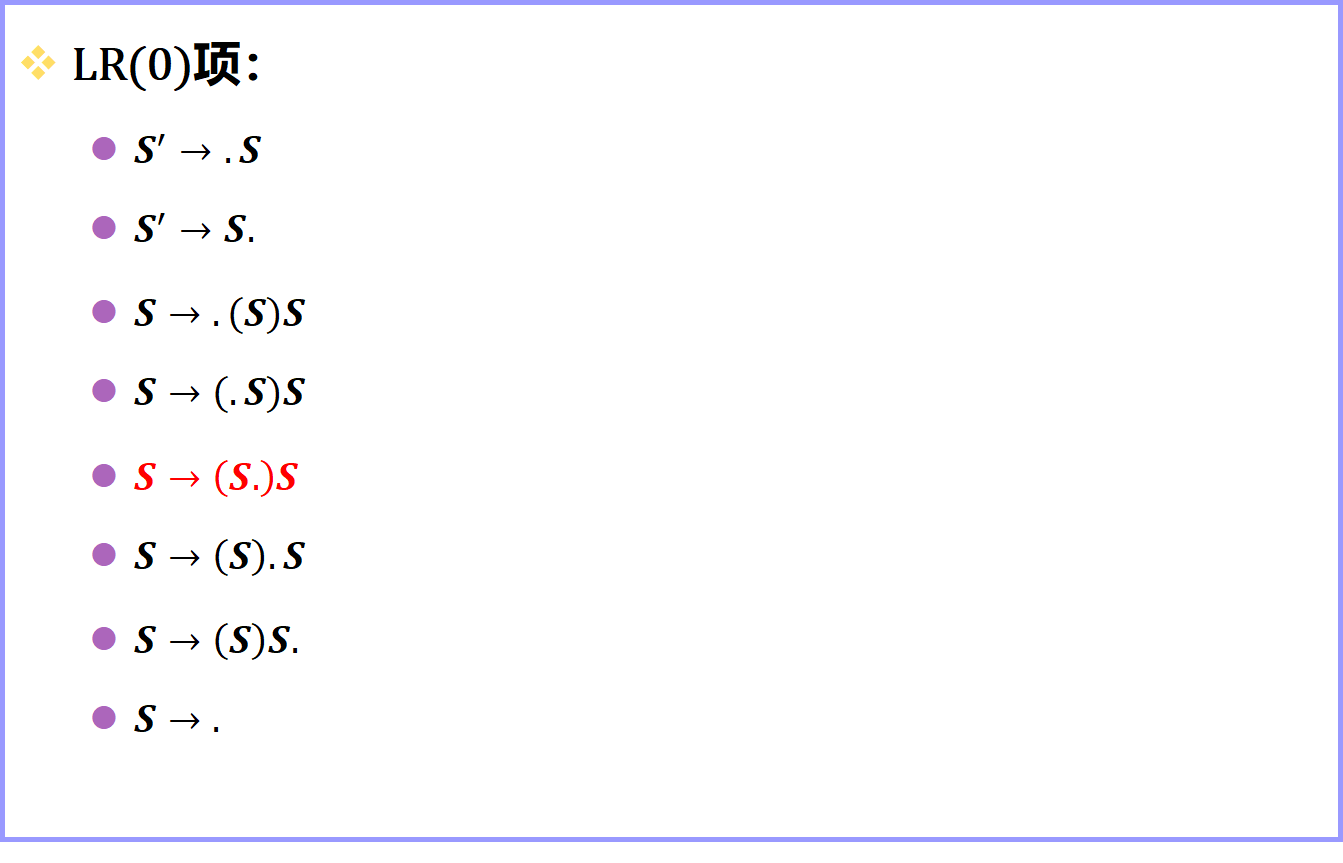 LR(0)项：
S′ → .S
S′ → S.
S → .(S)S
S → (.S)S
S → (S.)S
S → (S).S
S → (S)S.
S → .